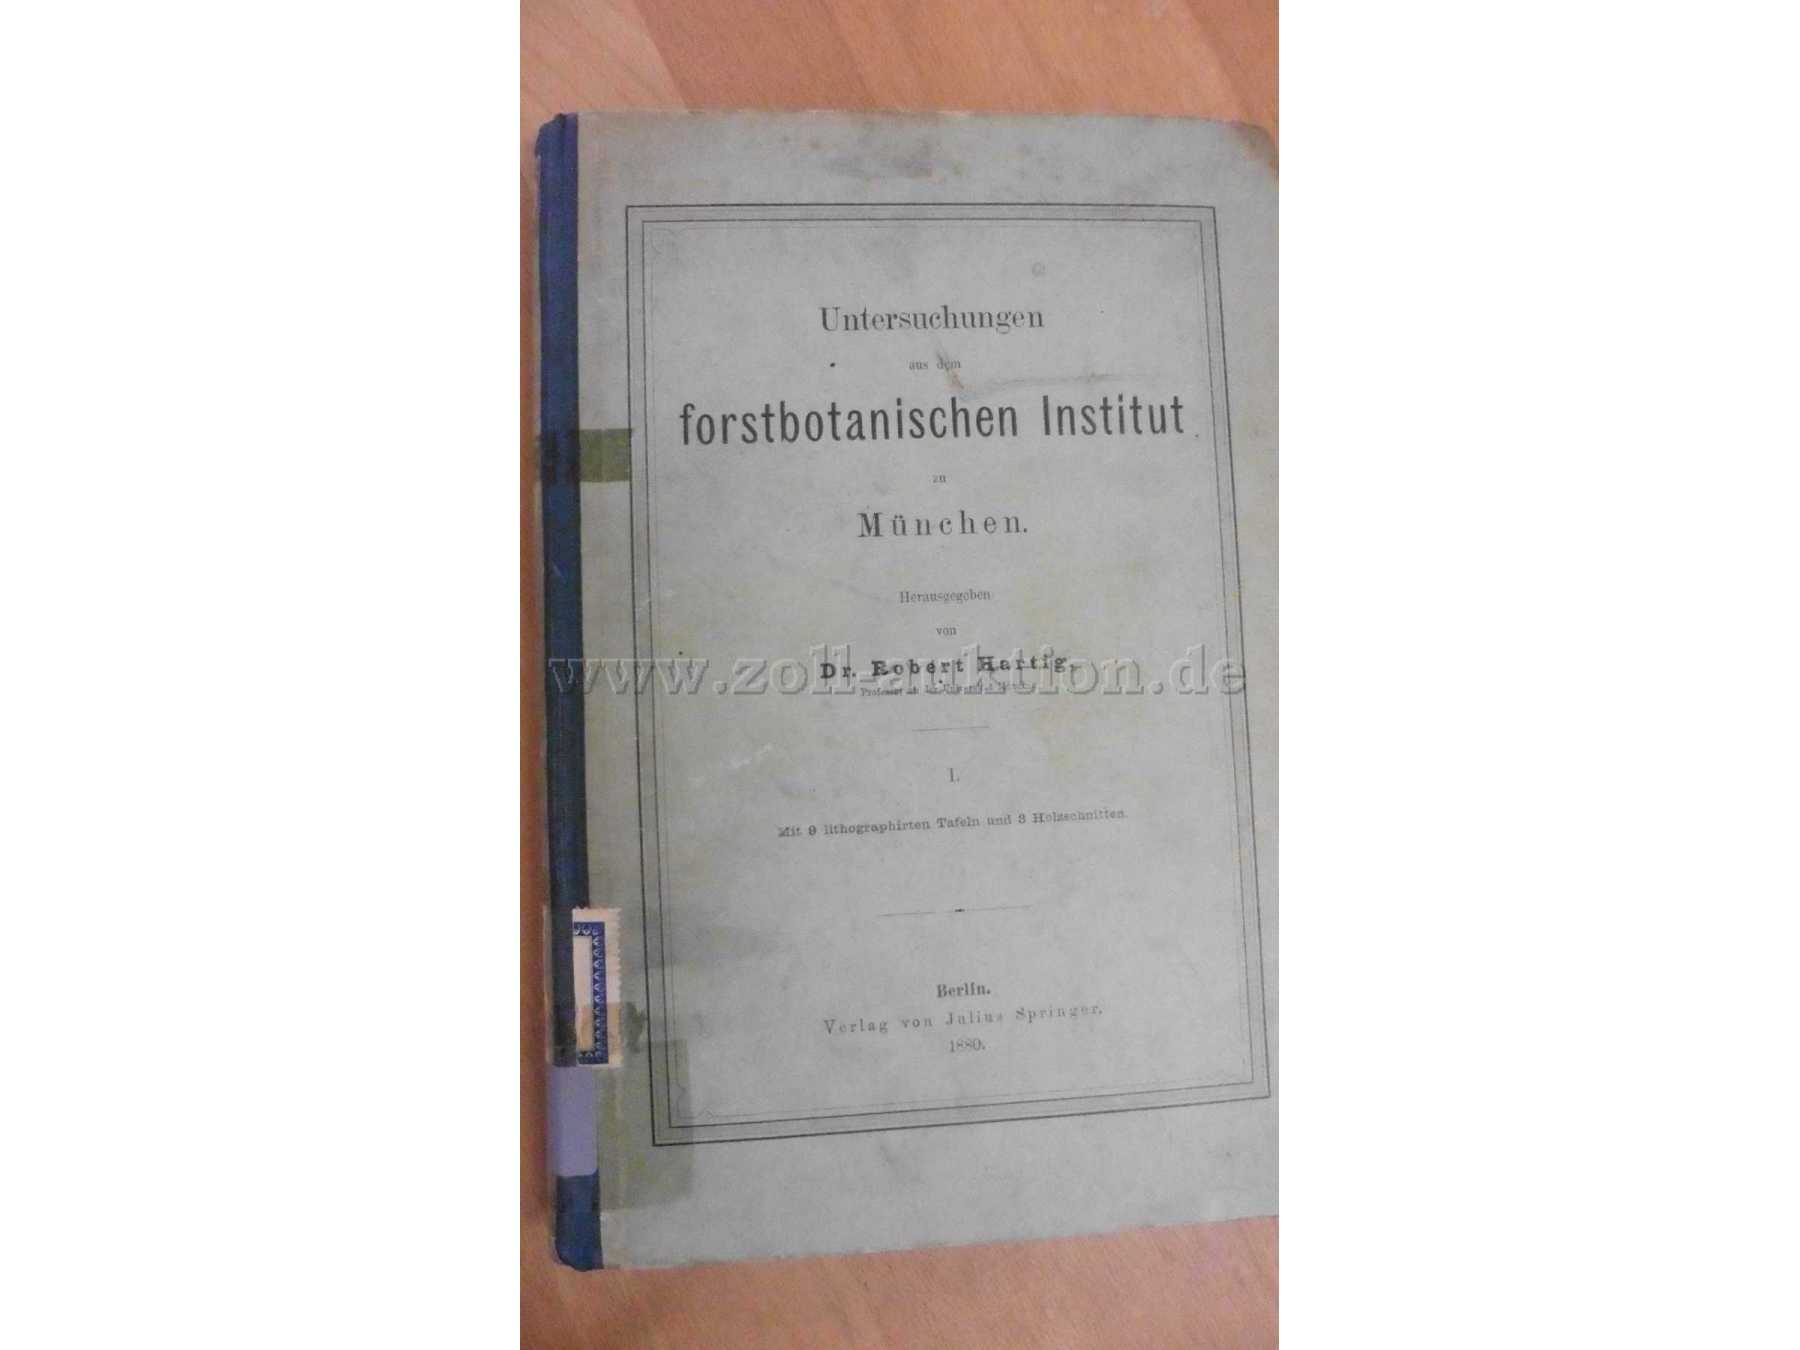 Untersuchungen
aus dem
forstbotanischen Institut
zu
München.
Herausgegeben
von
Dr. Robert Hartig,
www.zoll-auktion.de
I.
Mit 9 lithographirten Tafeln und 3 Holzschnitten.
Berlin.
Verlag von Julius Springer.
1880.